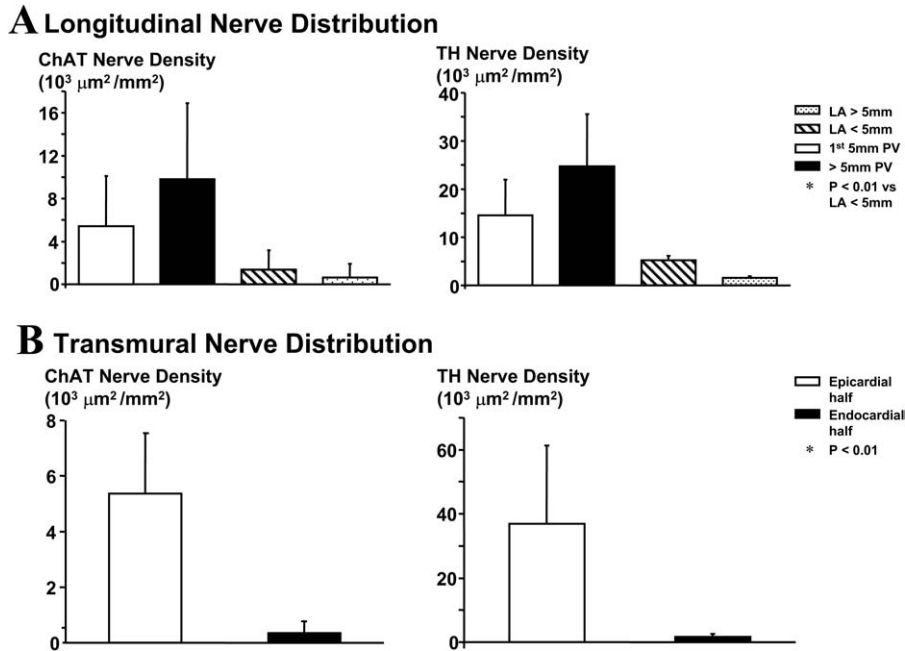 A Longitudinal Nerve Distribution
ChAT Nerve Density
(10³ μm²/mm²)
16
12
8
4
0
TH Nerve Density
(10³ μm²/mm²)
40
30
20
10
0
LA > 5mm
LA < 5mm
1st 5mm PV
> 5mm PV
* P < 0.01 vs
LA < 5mm
B Transmural Nerve Distribution
ChAT Nerve Density
(10³ μm²/mm²)
8
6
4
2
0
TH Nerve Density
(10³ μm²/mm²)
60
40
20
0
Epicardial
half
Endocardial
half
* P < 0.01